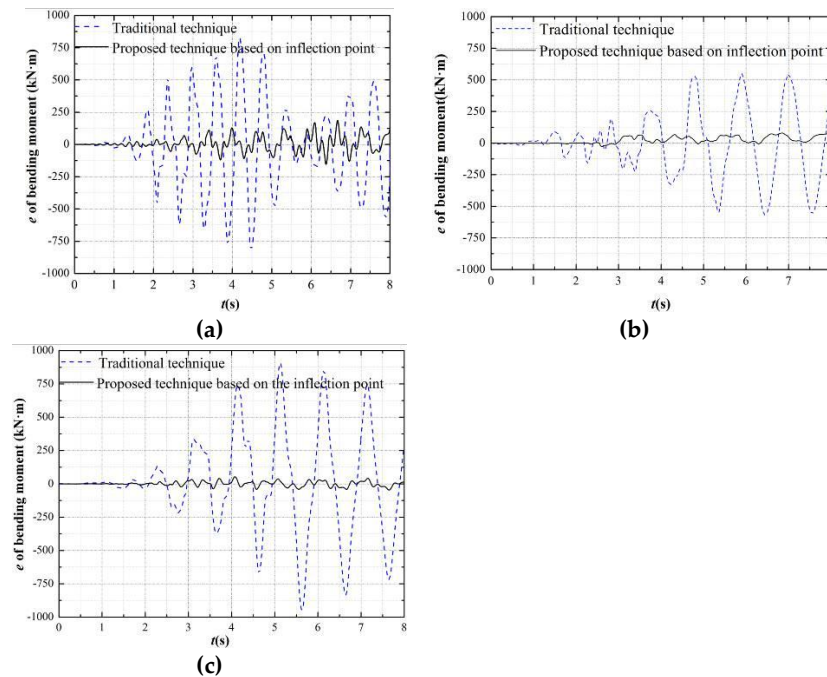 1000
750
500
250
0
-250
-500
-750
-1000
Traditional technique
Proposed technique based on inflection point
e of bending moment (kN·m)
0 1 2 3 4 5 6 7 8
t(s)
(a)
1000
750
500
250
0
-250
-500
-750
-1000
Traditional technique
Proposed technique based on inflection point
e of bending moment(kN·m)
0 1 2 3 4 5 6 7
t(s)
(b)
1000
750
500
250
0
-250
-500
-750
-1000
Traditional technique
Proposed technique based on the inflection point
e of bending moment (kN·m)
0 1 2 3 4 5 6 7 8
t(s)
(c)